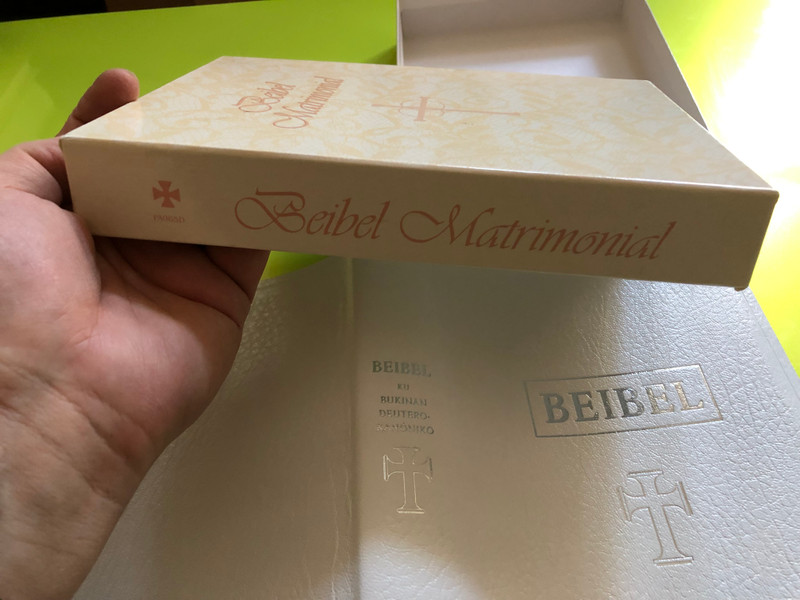 Beibel
Matrimonial
Beibel Matrimonial
BEIBEL
KU
BUKINAN
DEUTERO-
KANÓNIKO
BEIBEL